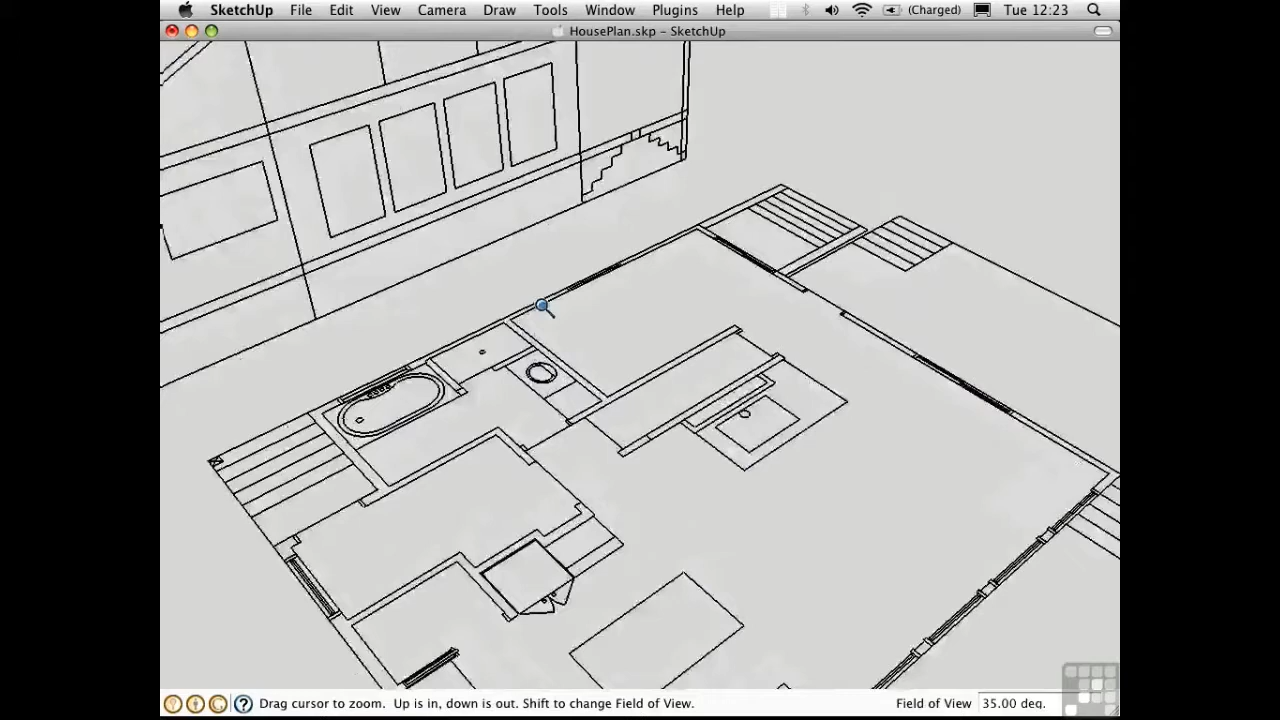 SketchUp File Edit View Camera Draw Tools Window Plugins Help (Charged) Tue 12:23
HousePlan.skp – SketchUp
Drag cursor to zoom. Up is in, down is out. Shift to change Field of View. Field of View 35.00 deg.